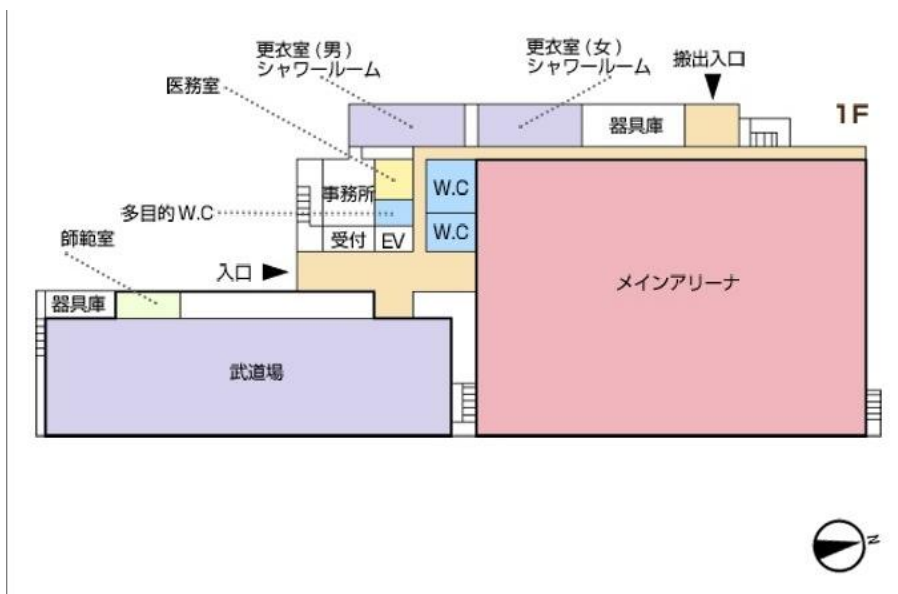 更衣室(男)
シャワールーム
更衣室(女)
シャワールーム
搬出入口
医務室
器具庫
1F
事務所
W.C
多目的W.C
師範室
受付
EV
W.C
入口
メインアリーナ
器具庫
武道場
N